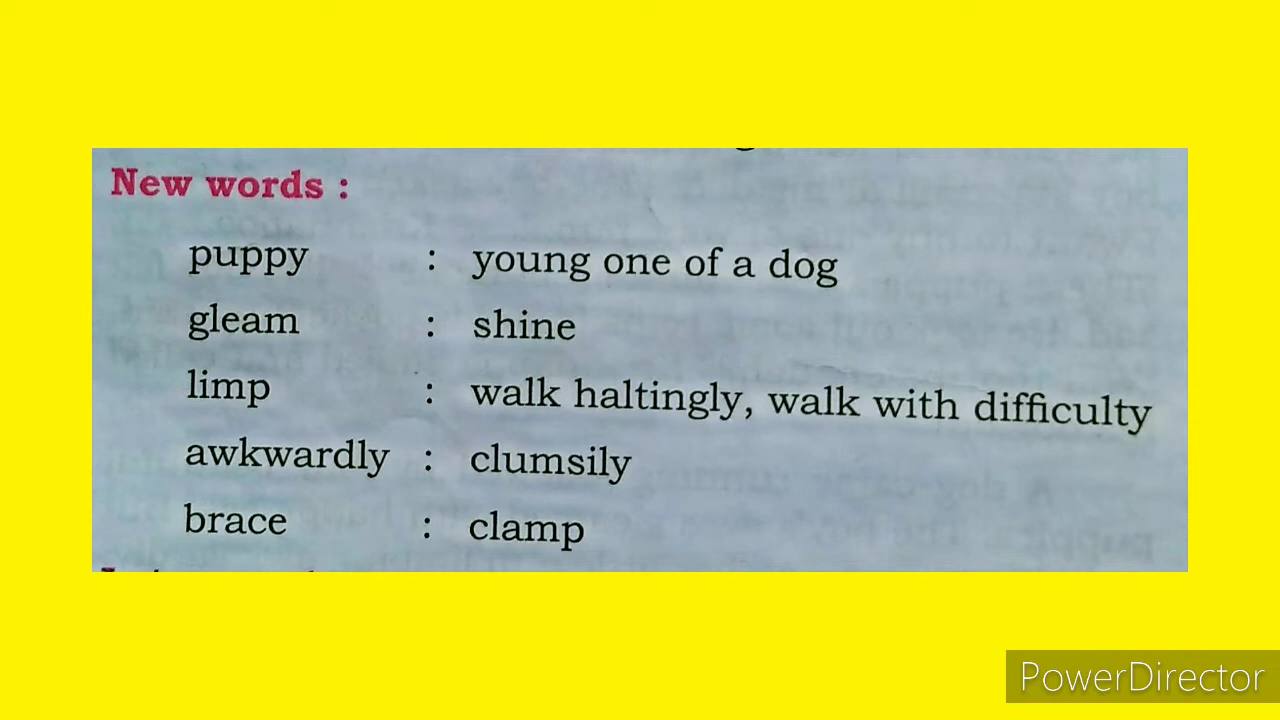 New words :
puppy : young one of a dog
gleam : shine
limp : walk haltingly, walk with difficulty
awkwardly : clumsily
brace : clamp
PowerDirector